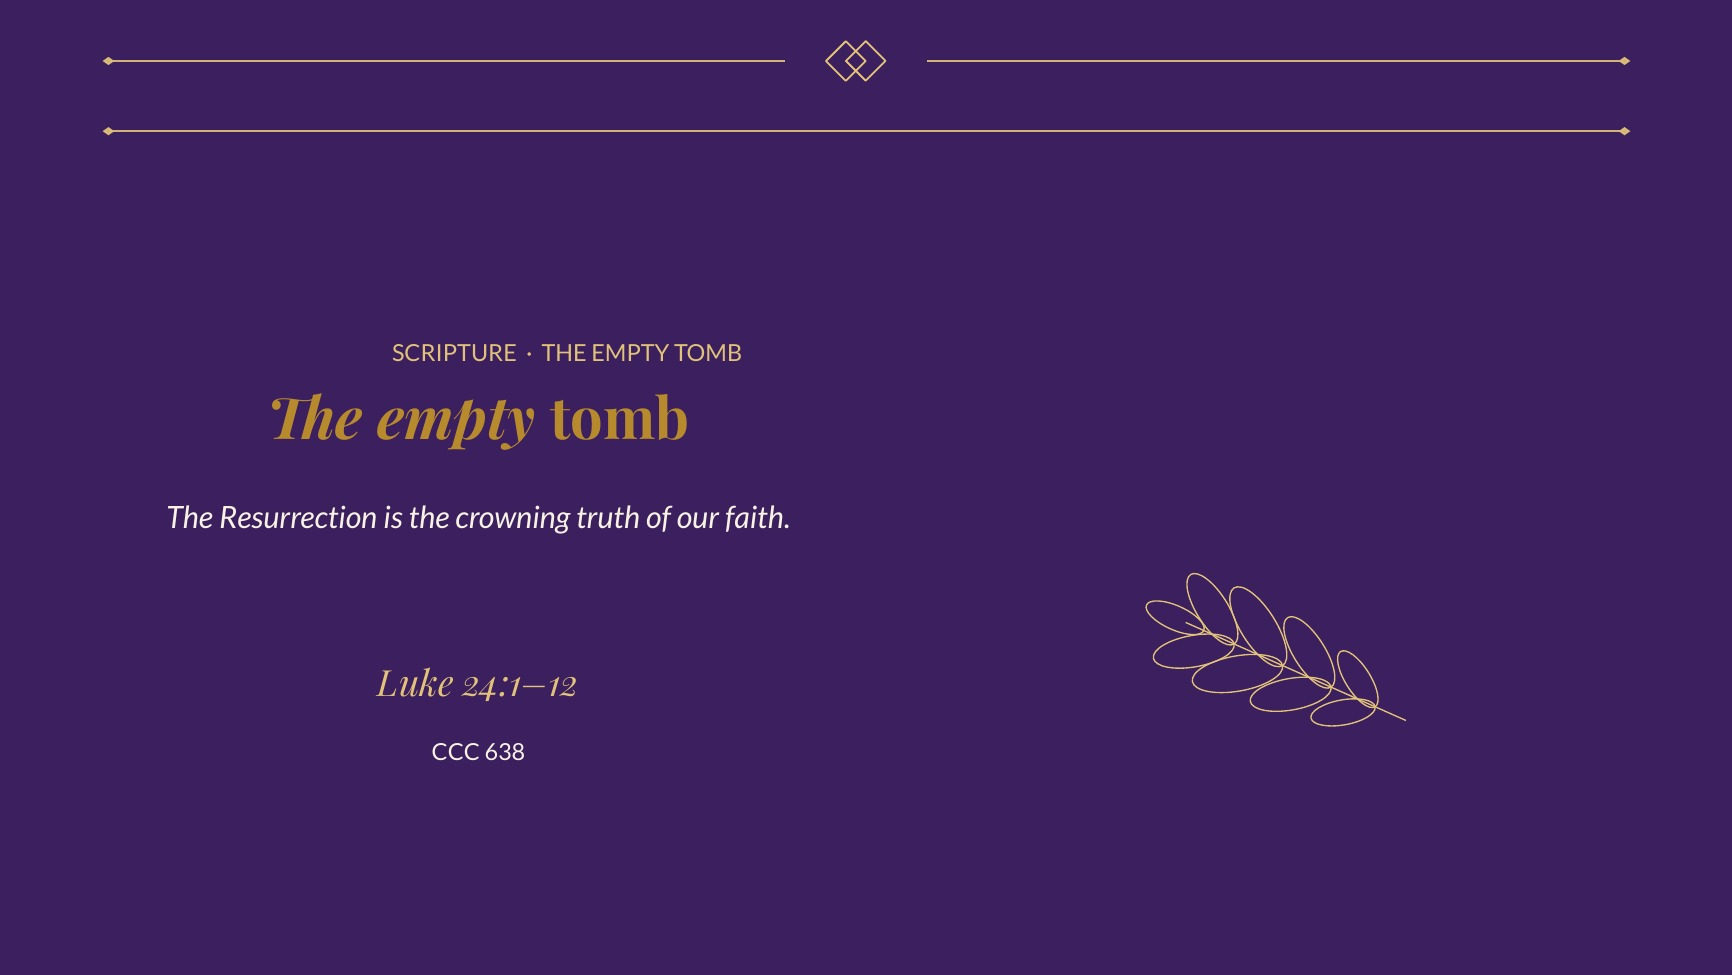 SCRIPTURE · THE EMPTY TOMB
The empty tomb
The Resurrection is the crowning truth of our faith.
Luke 24:1–12
CCC 638